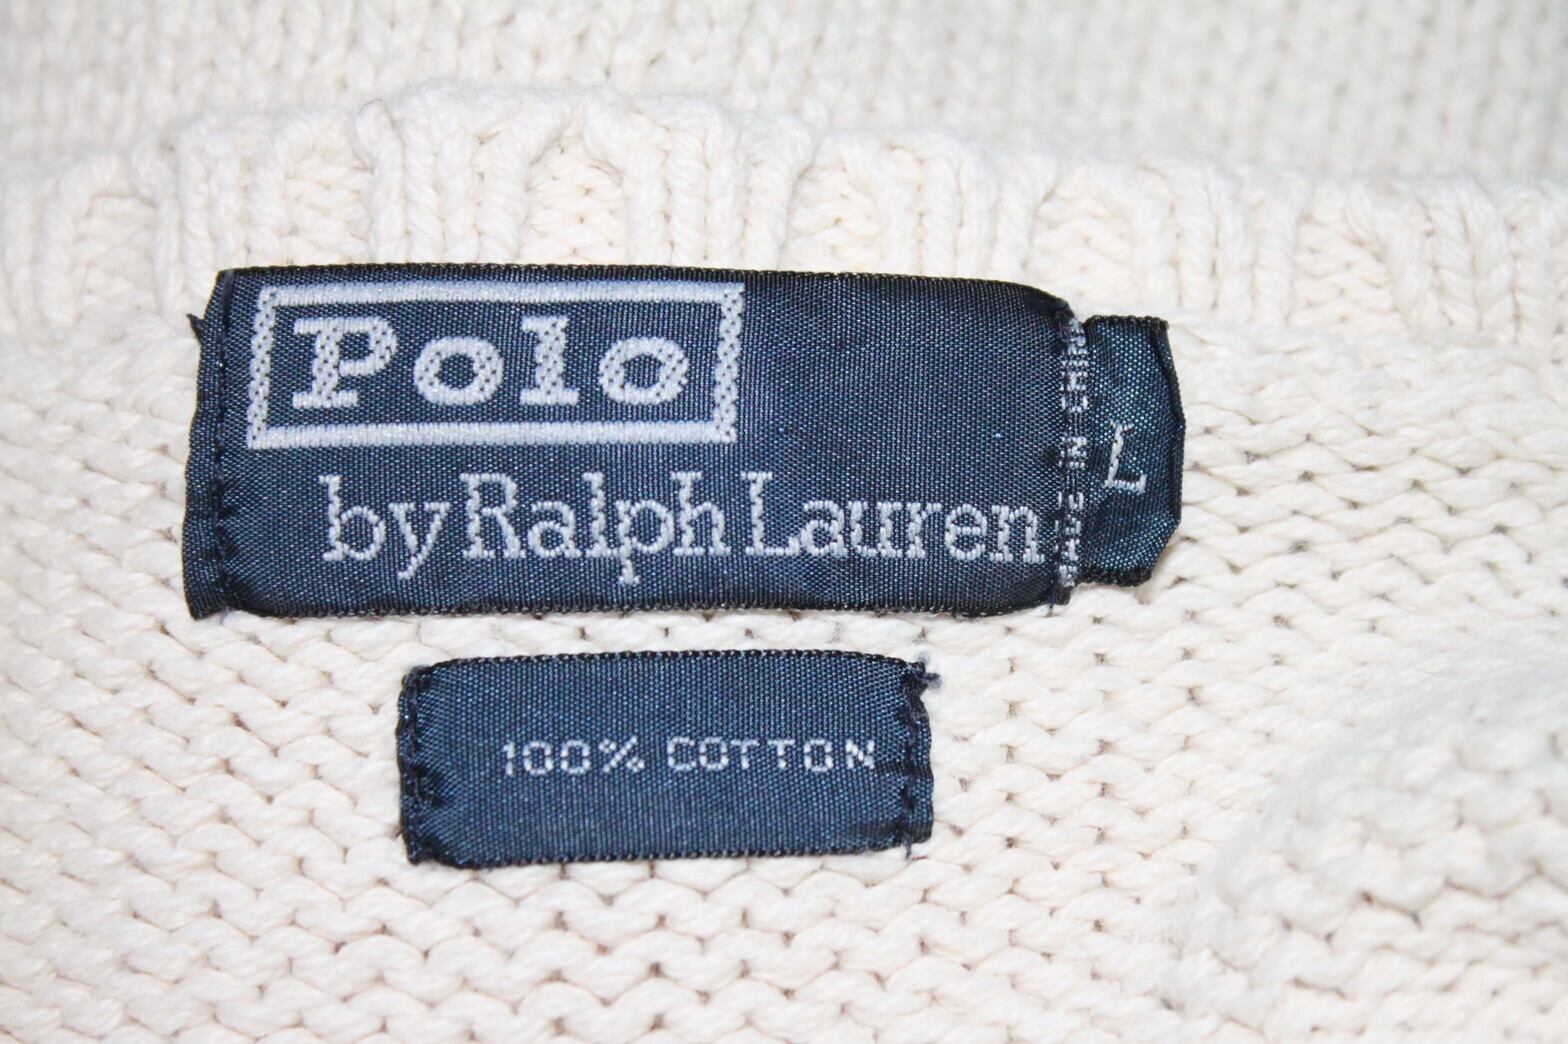 Polo
by Ralph Lauren
L
100% COTTON